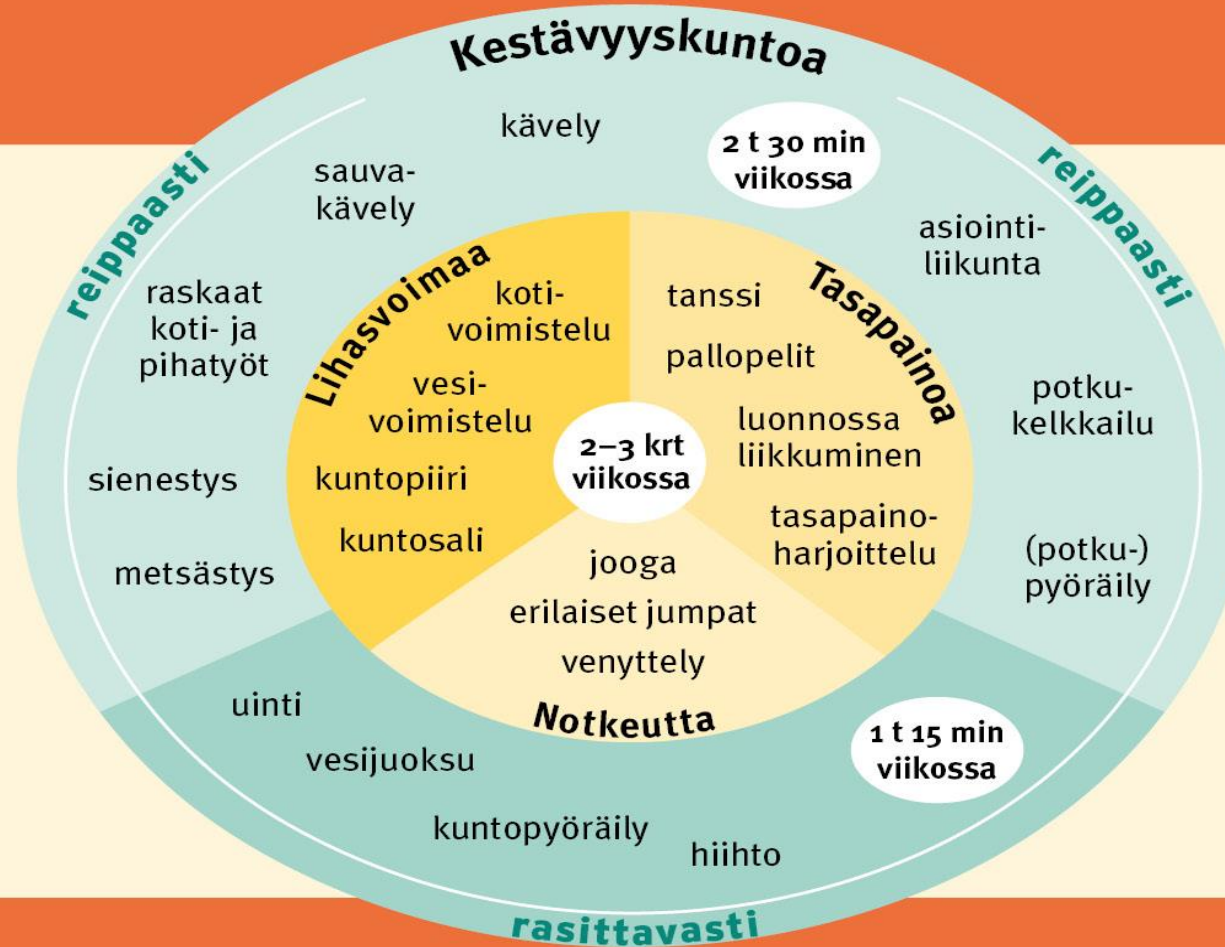 Kestävyyskuntoa
reippaasti
reippaasti
kävely
2 t 30 min
viikossa
sauva-
kävely
asiointi-
liikunta
raskaat
koti- ja
pihatyöt
potku-
kelkkailu
sienestys
metsästys
(potku-)
pyöräily
Lihasvoimaa
koti-
voimistelu
vesi-
voimistelu
kuntopiiri
kuntosali
Tasapainoa
tanssi
pallopelit
luonnossa
liikkuminen
tasapaino-
harjoittelu
2–3 krt
viikossa
jooga
erilaiset jumpat
venyttely
Notkeutta
uinti
vesijuoksu
kuntopyöräily
hiihto
1 t 15 min
viikossa
rasittavasti